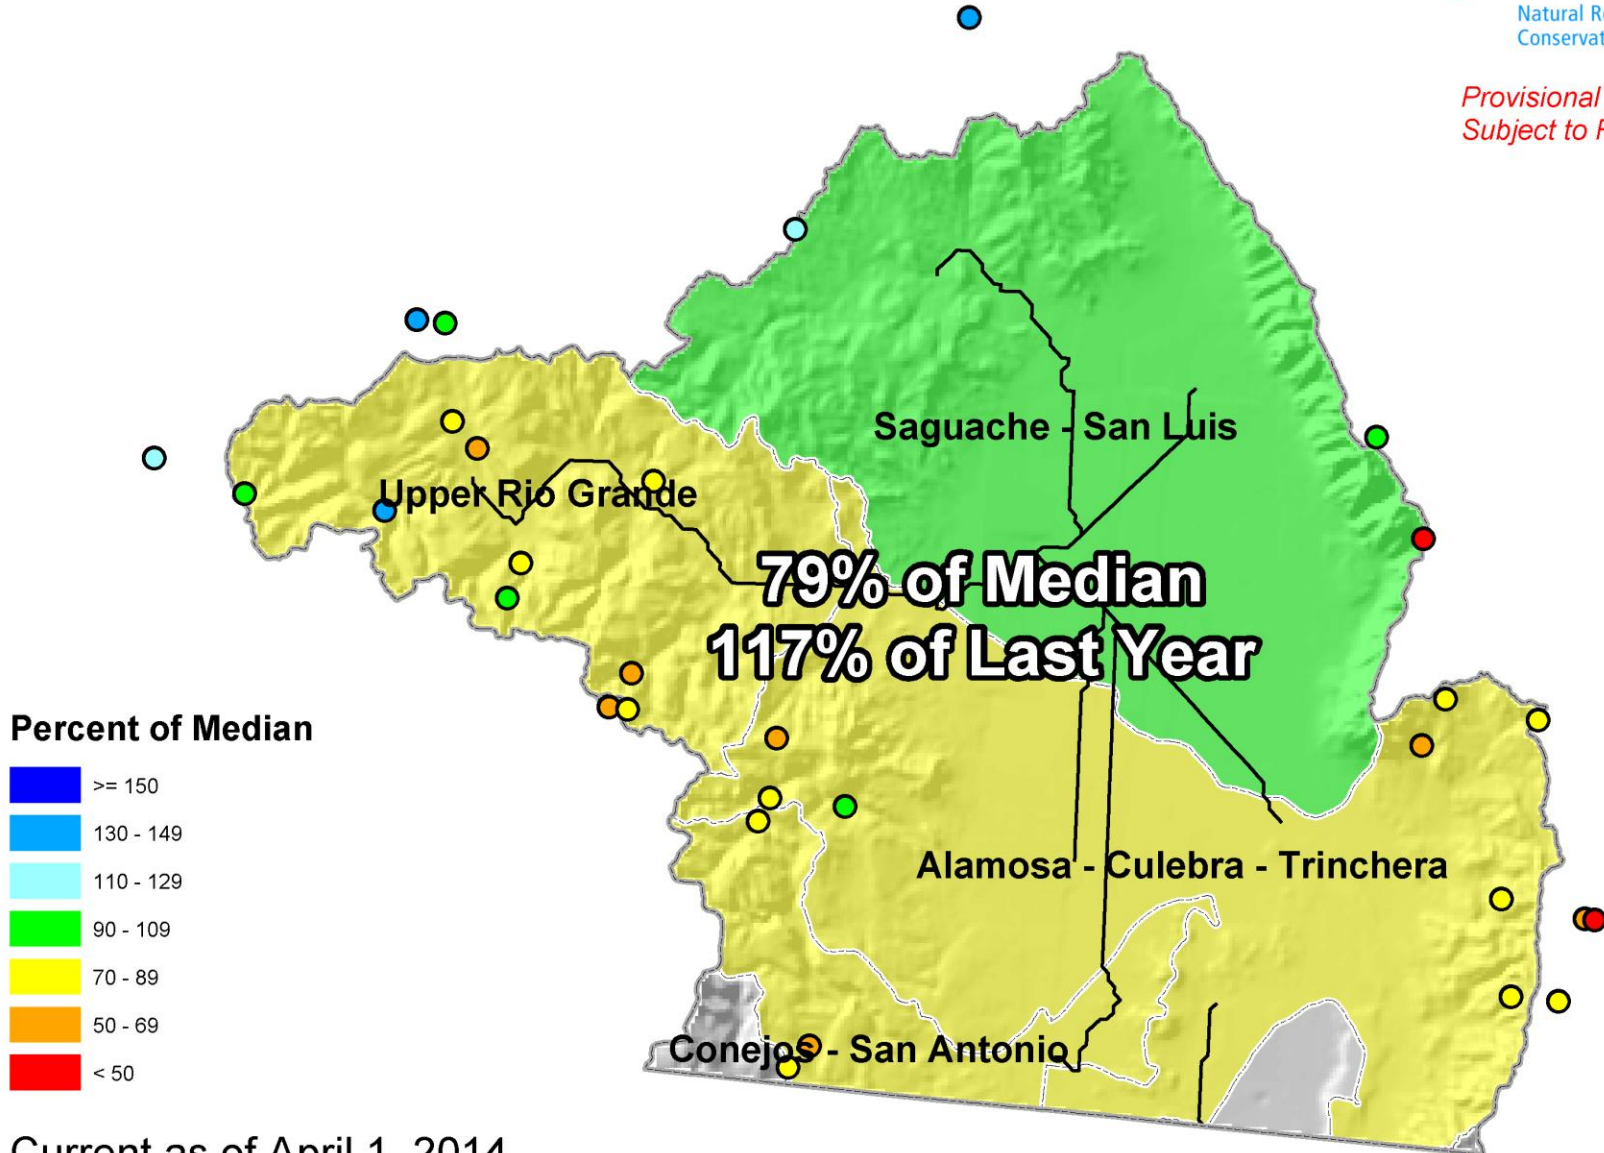 Natural R
Conservat
Provisional
Subject to
Saguache - San Luis
Upper Rio Grande
79% of Median
117% of Last Year
Percent of Median
>= 150
130 - 149
110 - 129
90 - 109
70 - 89
50 - 69
< 50
Alamosa - Culebra - Trinchera
Conejos - San Antonio
Current as of April 1, 2014